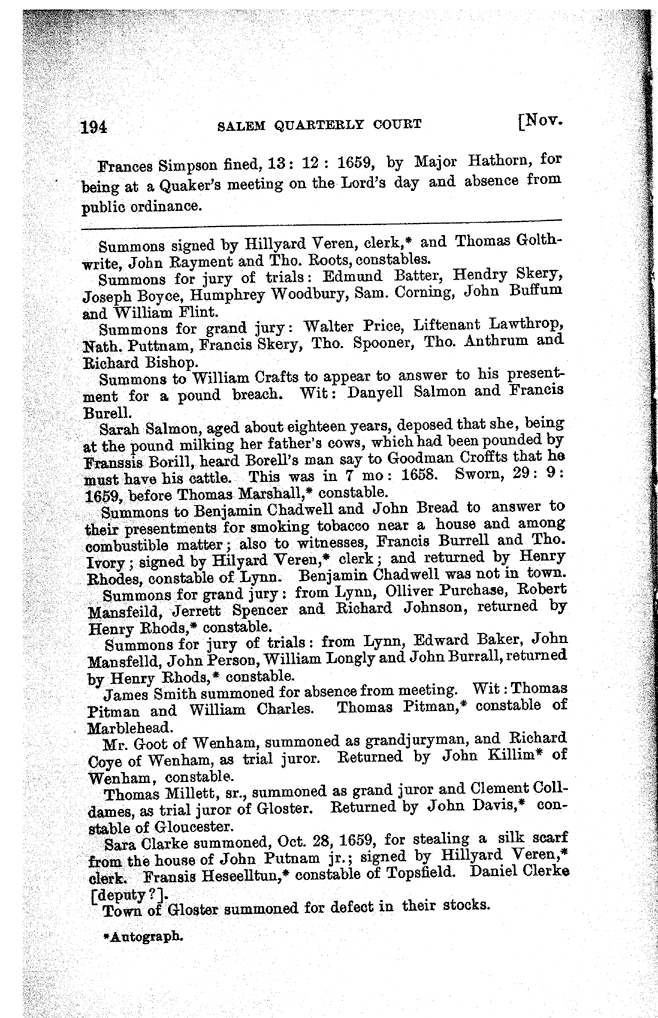 194 SALEM QUARTERLY COURT [Nov.
Frances Simpson fined, 13: 12: 1659, by Major Hathorn, for
being at a Quaker's meeting on the Lord's day and absence from
public ordinance.
Summons signed by Hillyard Veren, clerk,* and Thomas Golth-
write, John Rayment and Tho. Roots, constables.
Summons for jury of trials: Edmund Batter, Hendry Skery,
Joseph Boyce, Humphrey Woodbury, Sam. Corning, John Buffum
and William Flint.
Summons for grand jury: Walter Price, Liftenant Lawthrop,
Nath. Puttnam, Francis Skery, Tho. Spooner, Tho. Anthrum and
Richard Bishop.
Summons to William Crafts to appear to answer to his present-
ment for a pound breach. Wit: Danyell Salmon and Francis
Burell.
Sarah Salmon, aged about eighteen years, deposed that she, being
at the pound milking her father's cows, which had been pounded by
Franssis Borill, heard Borell's man say to Goodman Croffts that he
must have his cattle. This was in 7 mo: 1658. Sworn, 29: 9:
1659, before Thomas Marshall,* constable.
Summons to Benjamin Chadwell and John Bread to answer to
their presentments for smoking tobacco near a house and among
combustible matter; also to witnesses, Francis Burrell and Tho.
Ivory; signed by Hilyard Veren,* clerk; and returned by Henry
Rhodes, constable of Lynn. Benjamin Chadwell was not in town.
Summons for grand jury: from Lynn, Olliver Purchase, Robert
Mansfeild, Jerrett Spencer and Richard Johnson, returned by
Henry Rhods,* constable.
Summons for jury of trials: from Lynn, Edward Baker, John
Mansfelld, John Person, William Longly and John Burrall, returned
by Henry Rhods,* constable.
James Smith summoned for absence from meeting. Wit: Thomas
Pitman and William Charles. Thomas Pitman,* constable of
Marblehead.
Mr. Goot of Wenham, summoned as grandjuryman, and Richard
Coye of Wenham, as trial juror. Returned by John Killim* of
Wenham, constable.
Thomas Millett, sr., summoned as grand juror and Clement Coll-
dames, as trial juror of Gloster. Returned by John Davis,* con-
stable of Gloucester.
Sara Clarke summoned, Oct. 28, 1659, for stealing a silk scarf
from the house of John Putnam jr.; signed by Hillyard Veren,*
clerk. Fransis Heseelltun,* constable of Topsfield. Daniel Clerke
[deputy?].
Town of Gloster summoned for defect in their stocks.
*Autograph.